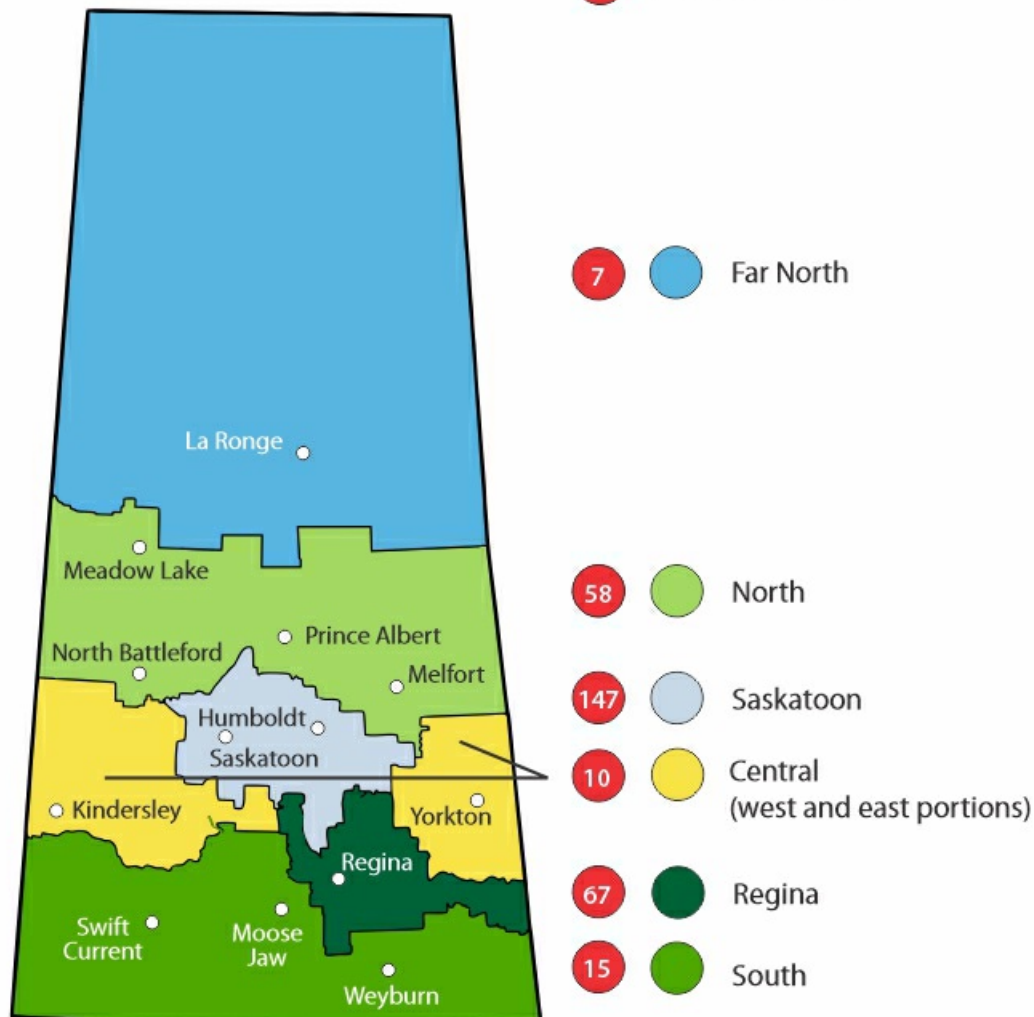 La Ronge
7 Far North
Meadow Lake
58 North
Prince Albert
North Battleford
Melfort
147 Saskatoon
Humboldt
Saskatoon
10 Central
(west and east portions)
Kindersley
Yorkton
Regina
67 Regina
Swift
Current
Moose
Jaw
15 South
Weyburn